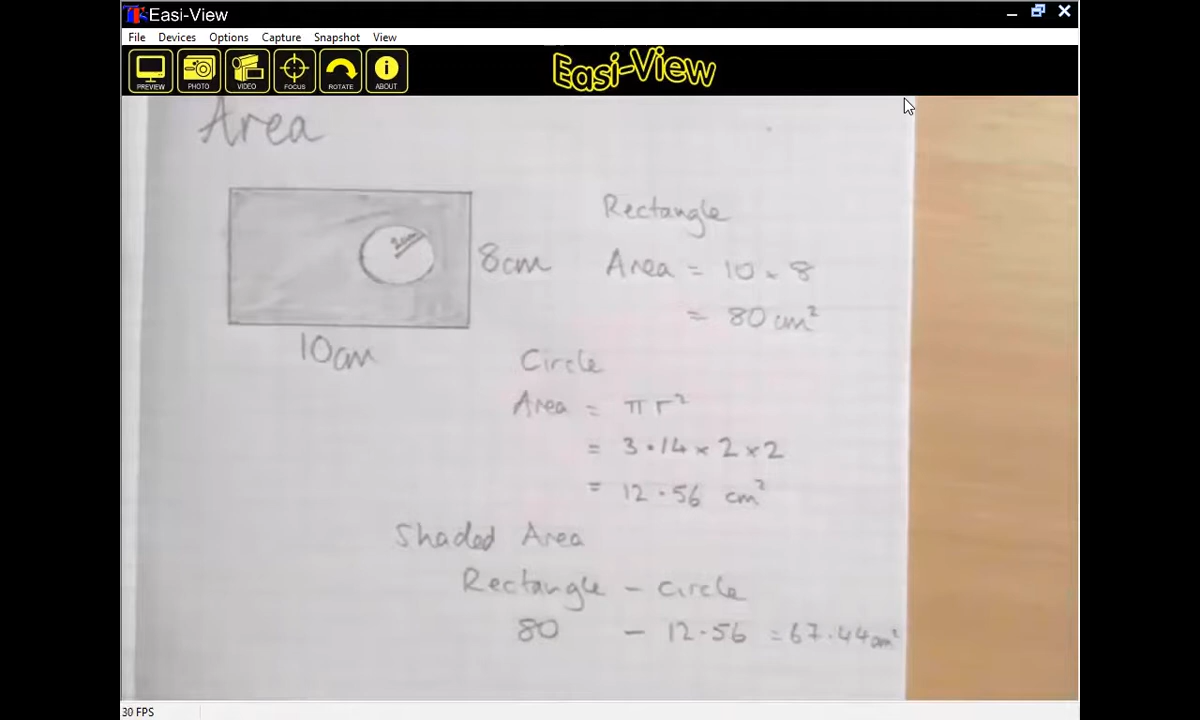 Easi-View
File Devices Options Capture Snapshot View
PREVIEW PHOTO VIDEO FOCUS ROTATE ABOUT
Easi-View
Area
2cm
8cm
10cm
Rectangle
Area = 10 × 8
= 80 cm²
Circle
Area = π r²
= 3.14 × 2 × 2
= 12.56 cm²
Shaded Area
Rectangle - circle
80 - 12.56 = 67.44cm²
30 FPS